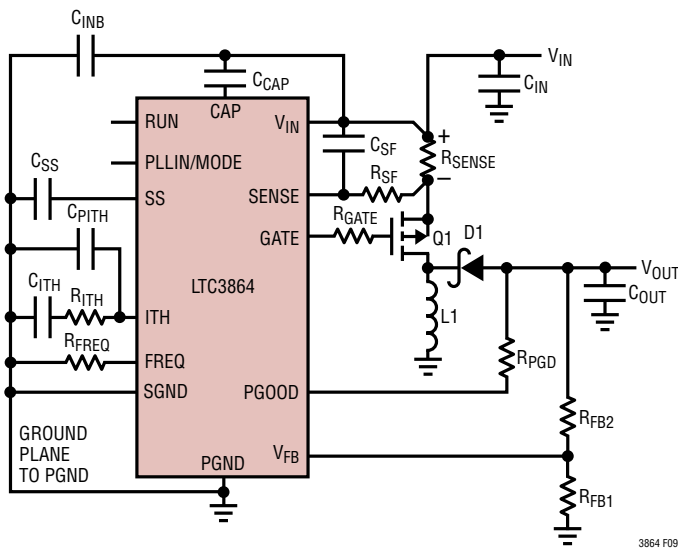 CINB
CCAP
VIN
CIN
CAP
RUN
VIN
CSF
+
RSENSE
PLLIN/MODE
CSS
RSF
–
SS
SENSE
RGATE
CPITH
GATE
Q1
D1
LTC3864
VOUT
CITH
RITH
COUT
ITH
L1
RFREQ
RPGD
FREQ
SGND
PGOOD
RFB2
GROUND
PLANE
TO PGND
PGND
VFB
RFB1
3864 F09